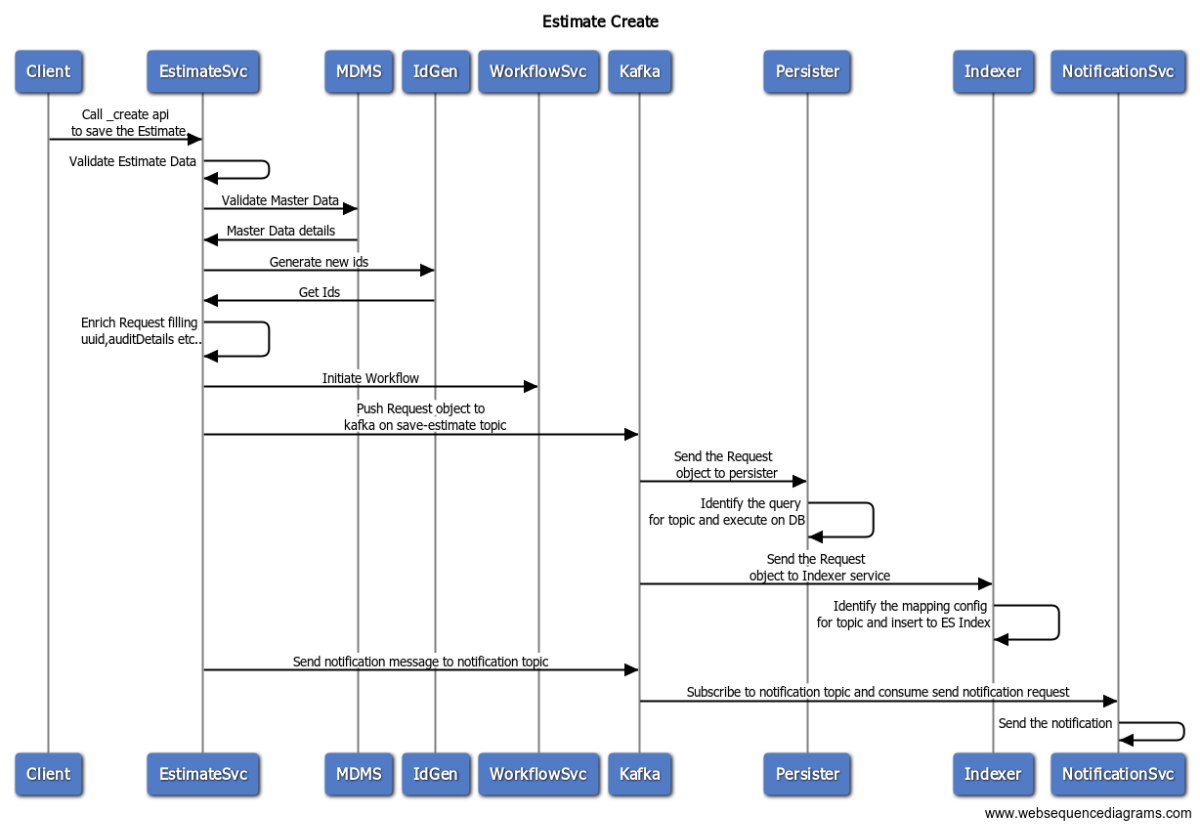 Estimate Create
Client
EstimateSvc
MDMS
IdGen
WorkflowSvc
Kafka
Persister
Indexer
NotificationSvc
Call _create api
to save the Estimate
Validate Estimate Data
Validate Master Data
Master Data details
Generate new ids
Get Ids
Enrich Request filling
uuid,auditDetails etc..
Initiate Workflow
Push Request object to
kafka on save-estimate topic
Send the Request
object to persister
Identify the query
for topic and execute on DB
Send the Request
object to Indexer service
Identify the mapping config
for topic and insert to ES Index
Send notification message to notification topic
Subscribe to notification topic and consume send notification request
Send the notification
Client
EstimateSvc
MDMS
IdGen
WorkflowSvc
Kafka
Persister
Indexer
NotificationSvc
www.websequencediagrams.com